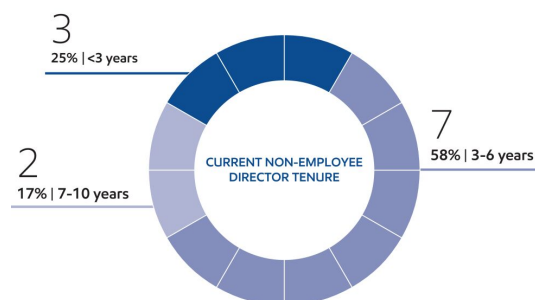 3
25% | <3 years
7
58% | 3-6 years
2
17% | 7-10 years
CURRENT NON-EMPLOYEE
DIRECTOR TENURE